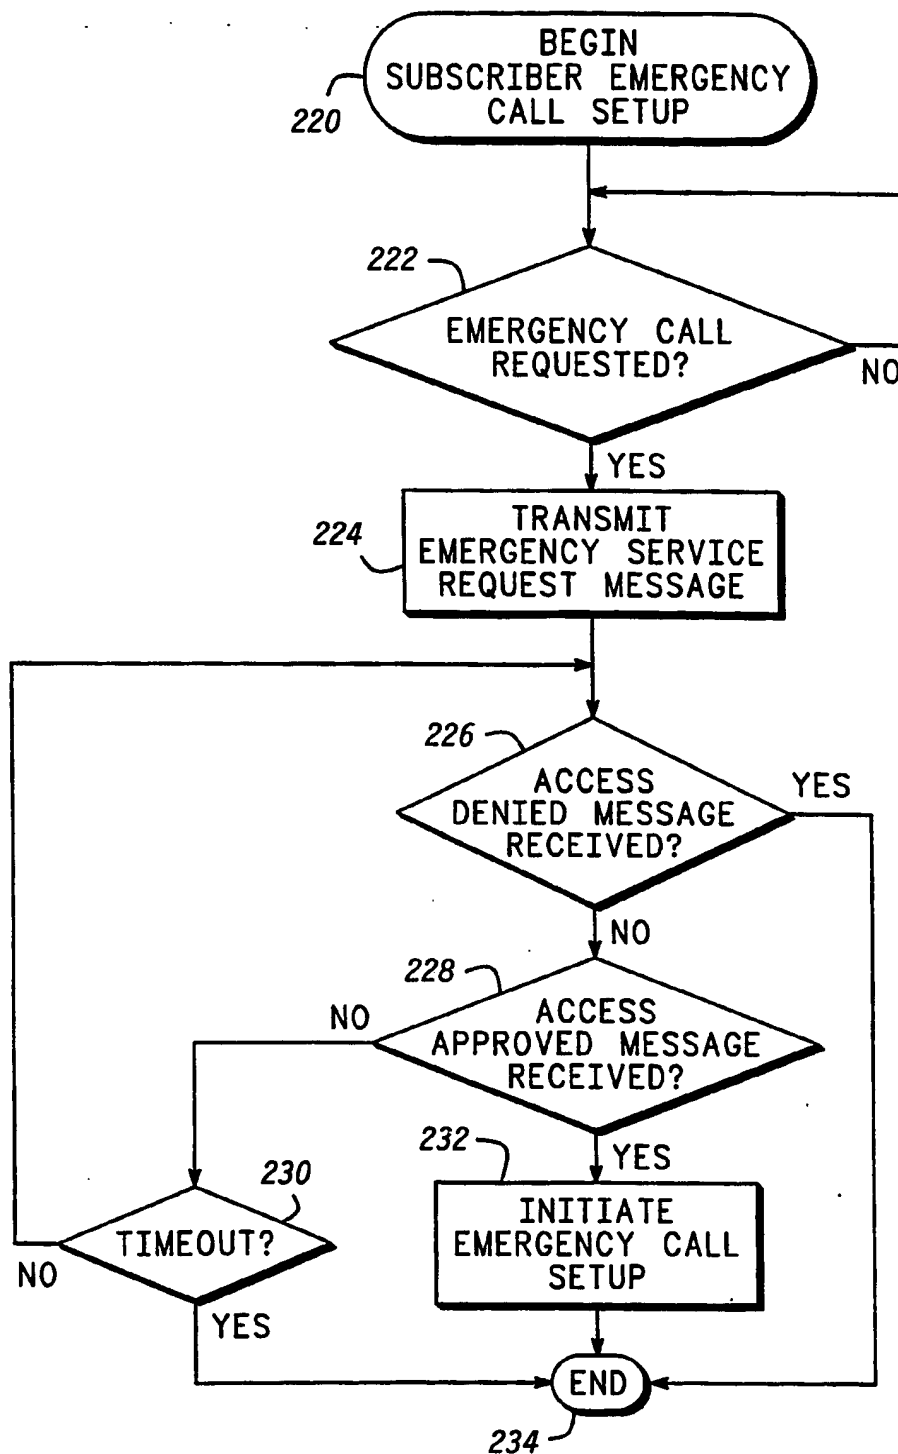 BEGIN
SUBSCRIBER EMERGENCY
CALL SETUP
220
222
EMERGENCY CALL
REQUESTED?
NO
YES
224
TRANSMIT
EMERGENCY SERVICE
REQUEST MESSAGE
226
ACCESS
DENIED MESSAGE
RECEIVED?
YES
NO
228
NO
ACCESS
APPROVED MESSAGE
RECEIVED?
232
YES
230
TIMEOUT?
NO
YES
INITIATE
EMERGENCY CALL
SETUP
END
234